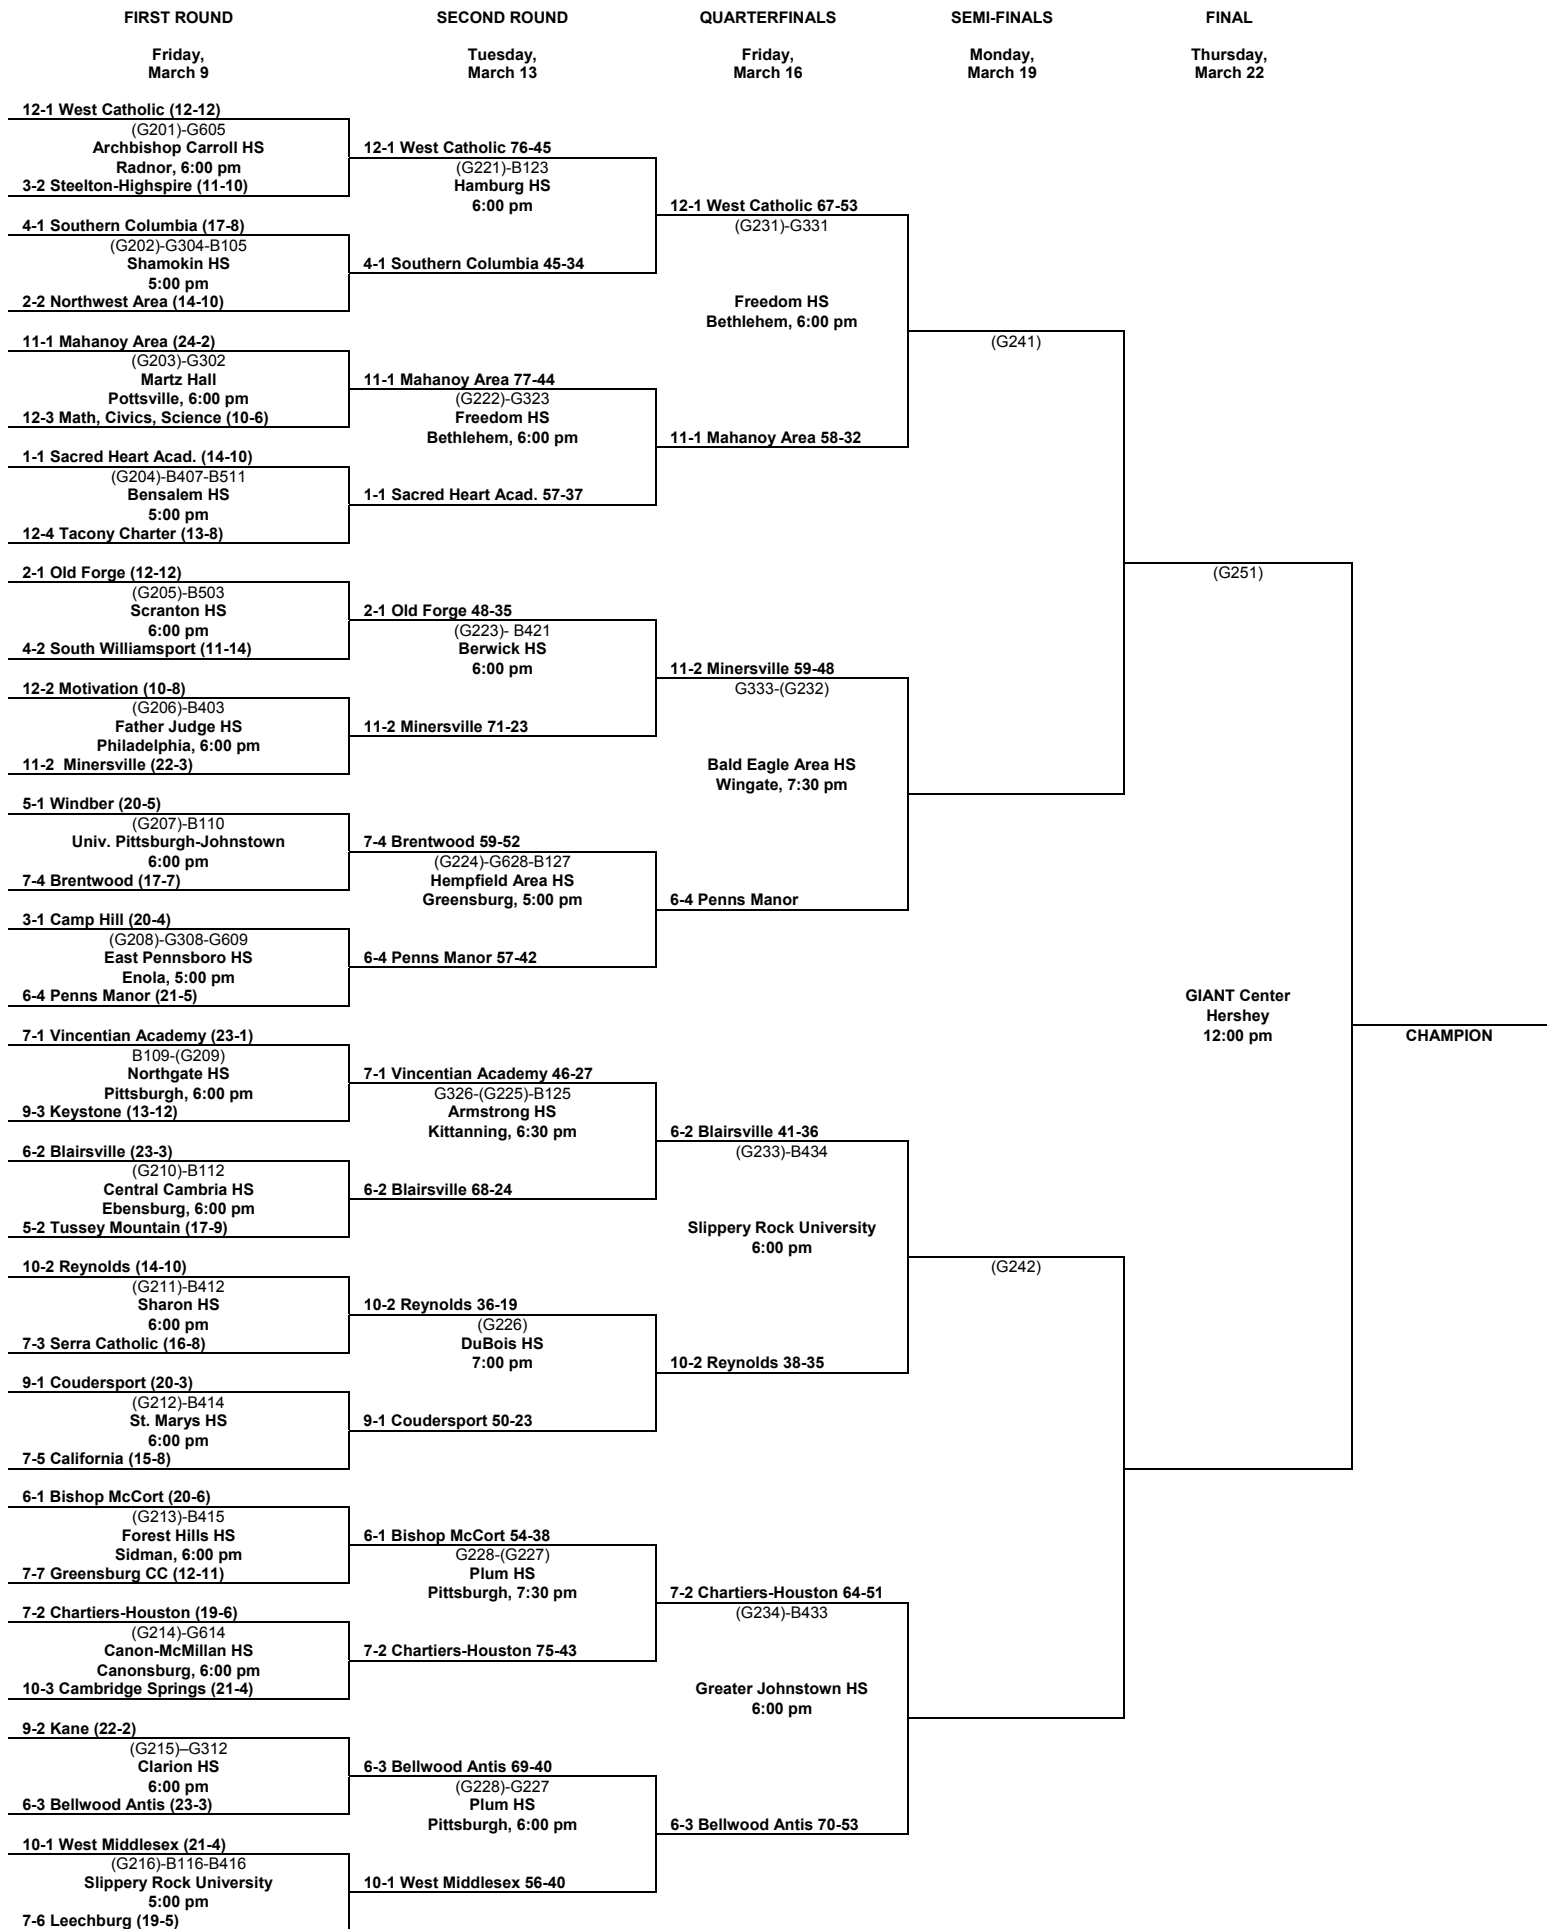 FIRST ROUND
Friday,
March 9
SECOND ROUND
Tuesday,
March 13
QUARTERFINALS
Friday,
March 16
SEMI-FINALS
Monday,
March 19
FINAL
Thursday,
March 22
12-1 West Catholic (12-12)
(G201)-G605
Archbishop Carroll HS
Radnor, 6:00 pm
3-2 Steelton-Highspire (11-10)
4-1 Southern Columbia (17-8)
(G202)-G304-B105
Shamokin HS
5:00 pm
2-2 Northwest Area (14-10)
11-1 Mahanoy Area (24-2)
(G203)-G302
Martz Hall
Pottsville, 6:00 pm
12-3 Math, Civics, Science (10-6)
1-1 Sacred Heart Acad. (14-10)
(G204)-B407-B511
Bensalem HS
5:00 pm
12-4 Tacony Charter (13-8)
2-1 Old Forge (12-12)
(G205)-B503
Scranton HS
6:00 pm
4-2 South Williamsport (11-14)
12-2 Motivation (10-8)
(G206)-B403
Father Judge HS
Philadelphia, 6:00 pm
11-2 Minersville (22-3)
5-1 Windber (20-5)
(G207)-B110
Univ. Pittsburgh-Johnstown
6:00 pm
7-4 Brentwood (17-7)
3-1 Camp Hill (20-4)
(G208)-G308-G609
East Pennsboro HS
Enola, 5:00 pm
6-4 Penns Manor (21-5)
7-1 Vincentian Academy (23-1)
B109-(G209)
Northgate HS
Pittsburgh, 6:00 pm
9-3 Keystone (13-12)
6-2 Blairsville (23-3)
(G210)-B112
Central Cambria HS
Ebensburg, 6:00 pm
5-2 Tussey Mountain (17-9)
10-2 Reynolds (14-10)
(G211)-B412
Sharon HS
6:00 pm
7-3 Serra Catholic (16-8)
9-1 Coudersport (20-3)
(G212)-B414
St. Marys HS
6:00 pm
7-5 California (15-8)
6-1 Bishop McCort (20-6)
(G213)-B415
Forest Hills HS
Sidman, 6:00 pm
7-7 Greensburg CC (12-11)
7-2 Chartiers-Houston (19-6)
(G214)-G614
Canon-McMillan HS
Canonsburg, 6:00 pm
10-3 Cambridge Springs (21-4)
9-2 Kane (22-2)
(G215)–G312
Clarion HS
6:00 pm
6-3 Bellwood Antis (23-3)
10-1 West Middlesex (21-4)
(G216)-B116-B416
Slippery Rock University
5:00 pm
7-6 Leechburg (19-5)
12-1 West Catholic 76-45
(G221)-B123
Hamburg HS
6:00 pm
4-1 Southern Columbia 45-34
11-1 Mahanoy Area 77-44
(G222)-G323
Freedom HS
Bethlehem, 6:00 pm
1-1 Sacred Heart Acad. 57-37
2-1 Old Forge 48-35
(G223)- B421
Berwick HS
6:00 pm
11-2 Minersville 71-23
7-4 Brentwood 59-52
(G224)-G628-B127
Hempfield Area HS
Greensburg, 5:00 pm
6-4 Penns Manor 57-42
7-1 Vincentian Academy 46-27
G326-(G225)-B125
Armstrong HS
Kittanning, 6:30 pm
6-2 Blairsville 68-24
10-2 Reynolds 36-19
(G226)
DuBois HS
7:00 pm
9-1 Coudersport 50-23
6-1 Bishop McCort 54-38
G228-(G227)
Plum HS
Pittsburgh, 7:30 pm
7-2 Chartiers-Houston 75-43
6-3 Bellwood Antis 69-40
(G228)-G227
Plum HS
Pittsburgh, 6:00 pm
10-1 West Middlesex 56-40
12-1 West Catholic 67-53
(G231)-G331
Freedom HS
Bethlehem, 6:00 pm
11-1 Mahanoy Area 58-32
11-2 Minersville 59-48
G333-(G232)
Bald Eagle Area HS
Wingate, 7:30 pm
6-4 Penns Manor
6-2 Blairsville 41-36
(G233)-B434
Slippery Rock University
6:00 pm
10-2 Reynolds 38-35
7-2 Chartiers-Houston 64-51
(G234)-B433
Greater Johnstown HS
6:00 pm
6-3 Bellwood Antis 70-53
(G241)
(G242)
(G251)
GIANT Center
Hershey
12:00 pm
CHAMPION